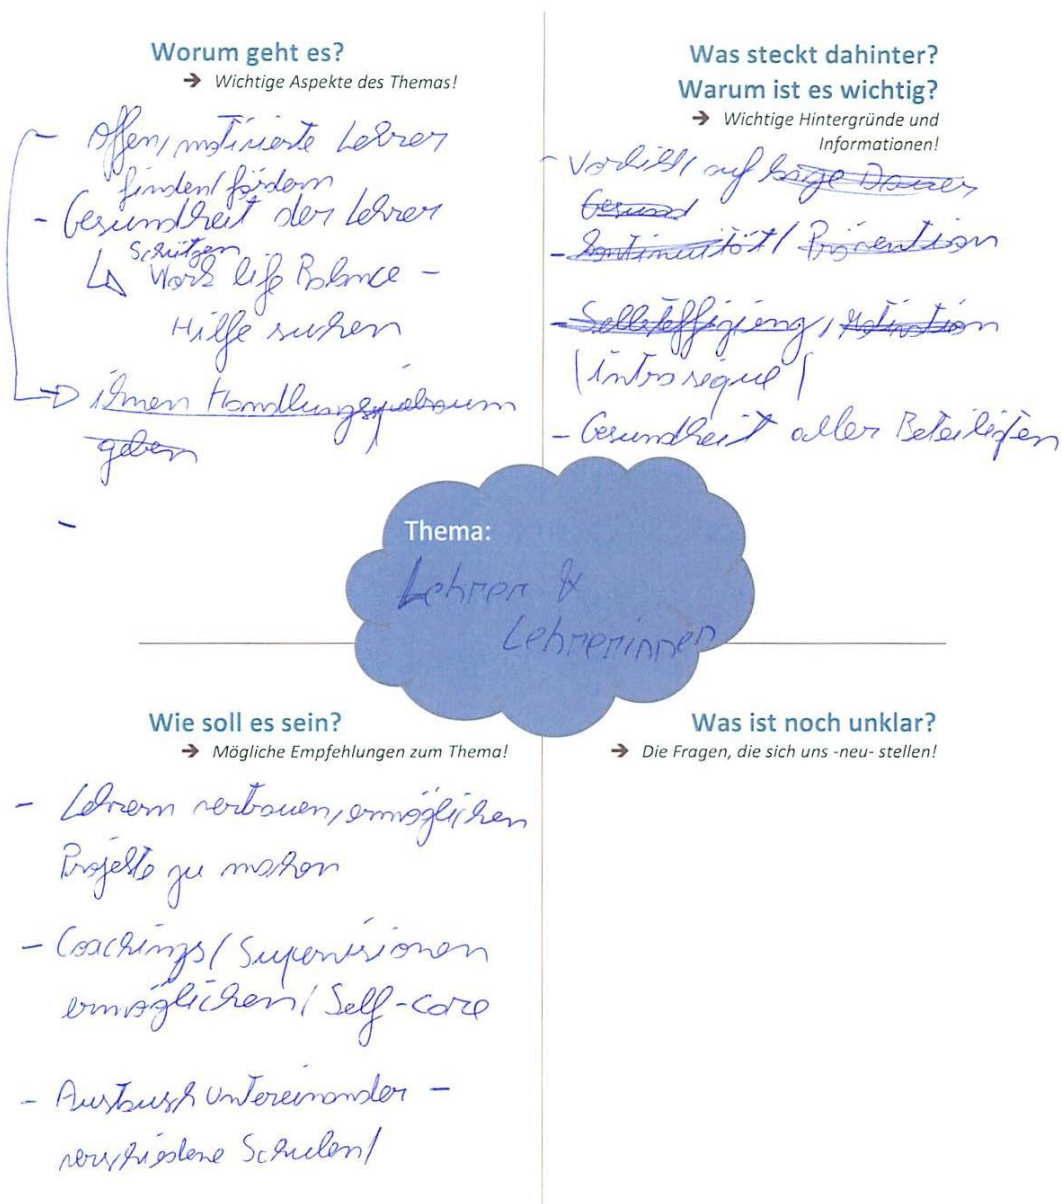 Worum geht es?
→ Wichtige Aspekte des Themas!
- Offen, motivierte Lehrer
finden/fördern
- Gesundheit der Lehrer
schützen
Work life Balance -
Hilfe suchen
→ ihnen Handlungsspielraum
geben
-
Was steckt dahinter?
Warum ist es wichtig?
→ Wichtige Hintergründe und
Informationen!
- Vorbild, auf lange Dauer
Gesund
- Kontinuität / Prävention
- Motivation
- Gesundheit aller Beteiligten
Thema:
Lehrer &
Lehrerinnen
Wie soll es sein?
→ Mögliche Empfehlungen zum Thema!
- Lehrern vertrauen, ermöglichen
Projekte zu machen
- Coachings / Supervisionen
ermöglichen / Self-care
- Austausch untereinander -
verschiedene Schulen/
Was ist noch unklar?
→ Die Fragen, die sich uns -neu- stellen!